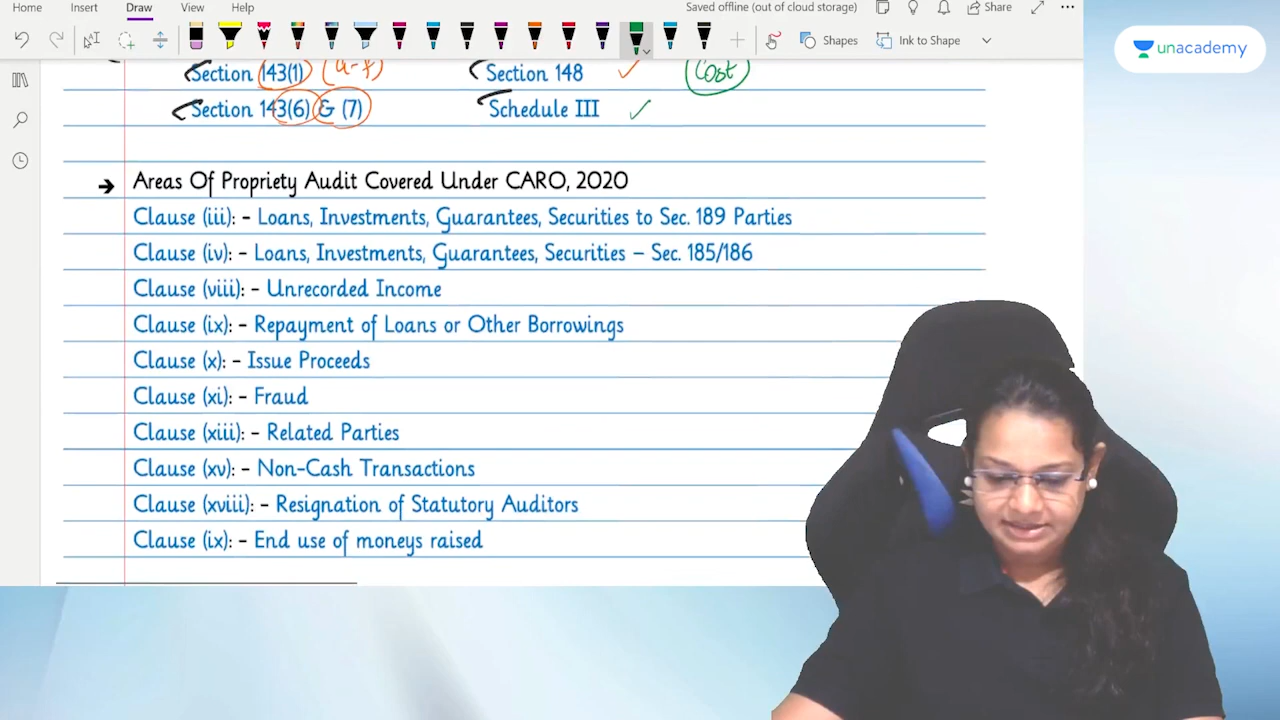 Home Insert Draw View Help Saved offline (out of cloud storage) Share
Shapes Ink to Shape
unacademy
Section 143(1) (a-f) Section 148 Cost
Section 143(6) & (7) Schedule III
Areas Of Propriety Audit Covered Under CARO, 2020
Clause (iii): - Loans, Investments, Guarantees, Securities to Sec. 189 Parties
Clause (iv): - Loans, Investments, Guarantees, Securities – Sec. 185/186
Clause (viii): - Unrecorded Income
Clause (ix): - Repayment of Loans or Other Borrowings
Clause (x): - Issue Proceeds
Clause (xi): - Fraud
Clause (xiii): - Related Parties
Clause (xv): - Non-Cash Transactions
Clause (xviii): - Resignation of Statutory Auditors
Clause (ix): - End use of moneys raised